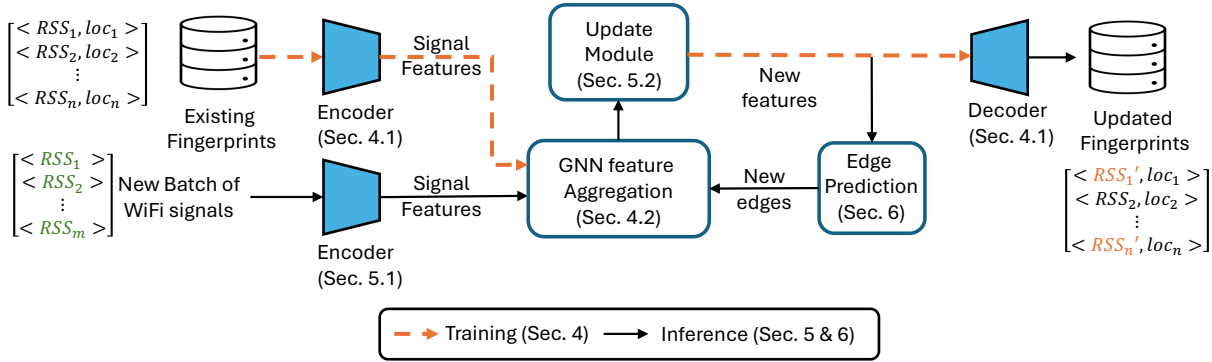 < RSS₁, loc₁ >
< RSS₂, loc₂ >
⋮
< RSSₙ, locₙ >
Existing
Fingerprints
Encoder
(Sec. 4.1)
Signal
Features
Update
Module
(Sec. 5.2)
New
features
Decoder
(Sec. 4.1)
Updated
Fingerprints
< RSS₁ >
< RSS₂ >
⋮
< RSSₘ >
New Batch of
WiFi signals
Encoder
(Sec. 5.1)
Signal
Features
GNN feature
Aggregation
(Sec. 4.2)
New
edges
Edge
Prediction
(Sec. 6)
< RSS₁′, loc₁ >
< RSS₂, loc₂ >
⋮
< RSSₙ′, locₙ >
Training (Sec. 4)
Inference (Sec. 5 & 6)